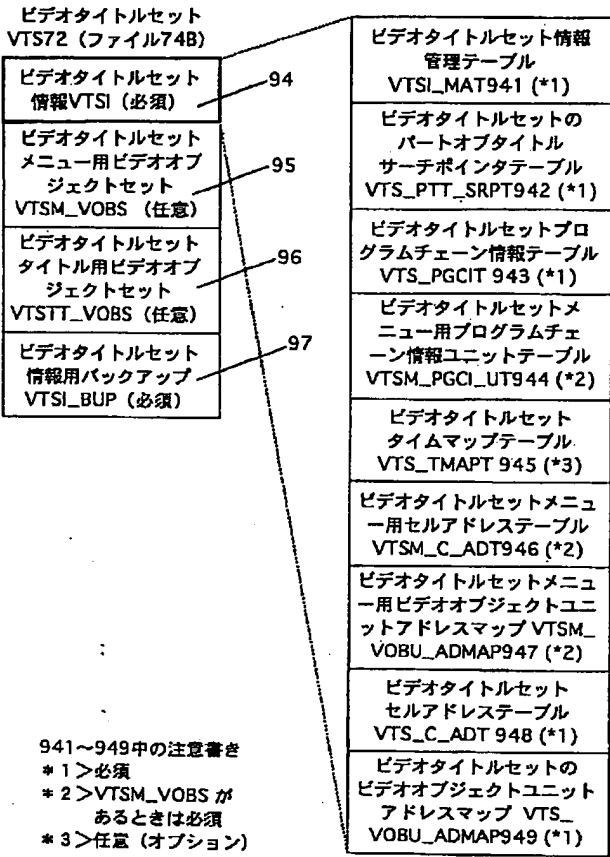 ビデオタイトルセット
VTS72（ファイル74B）
ビデオタイトルセット
情報VTSI（必須）
94
ビデオタイトルセット
メニュー用ビデオオブ
ジェクトセット
VTSM_VOBS （任意）
95
ビデオタイトルセット
タイトル用ビデオオブ
ジェクトセット
VTSTT_VOBS（任意）
96
ビデオタイトルセット
情報用バックアップ
VTSI_BUP（必須）
97
ビデオタイトルセット情報
管理テーブル
VTSI_MAT941 (*1)
ビデオタイトルセットの
パートオブタイトル
サーチポインタテーブル
VTS_PTT_SRPT942 (*1)
ビデオタイトルセットプロ
グラムチェーン情報テーブル
VTS_PGCIT 943 (*1)
ビデオタイトルセットメ
ニュー用プログラムチェ
ーン情報ユニットテーブル
VTSM_PGCI_UT944 (*2)
ビデオタイトルセット
タイムマップテーブル
VTS_TMAPT 945 (*3)
ビデオタイトルセットメニュ
ー用セルアドレステーブル
VTSM_C_ADT946 (*2)
ビデオタイトルセットメニュ
ー用ビデオオブジェクトユニ
ットアドレスマップ VTSM_
VOBU_ADMAP947 (*2)
ビデオタイトルセット
セルアドレステーブル
VTS_C_ADT 948 (*1)
ビデオタイトルセットの
ビデオオブジェクトユニット
アドレスマップ VTS_
VOBU_ADMAP949 (*1)
941～949中の注意書き
＊1＞必須
＊2＞VTSM_VOBS が
あるときは必須
＊3＞任意（オプション）